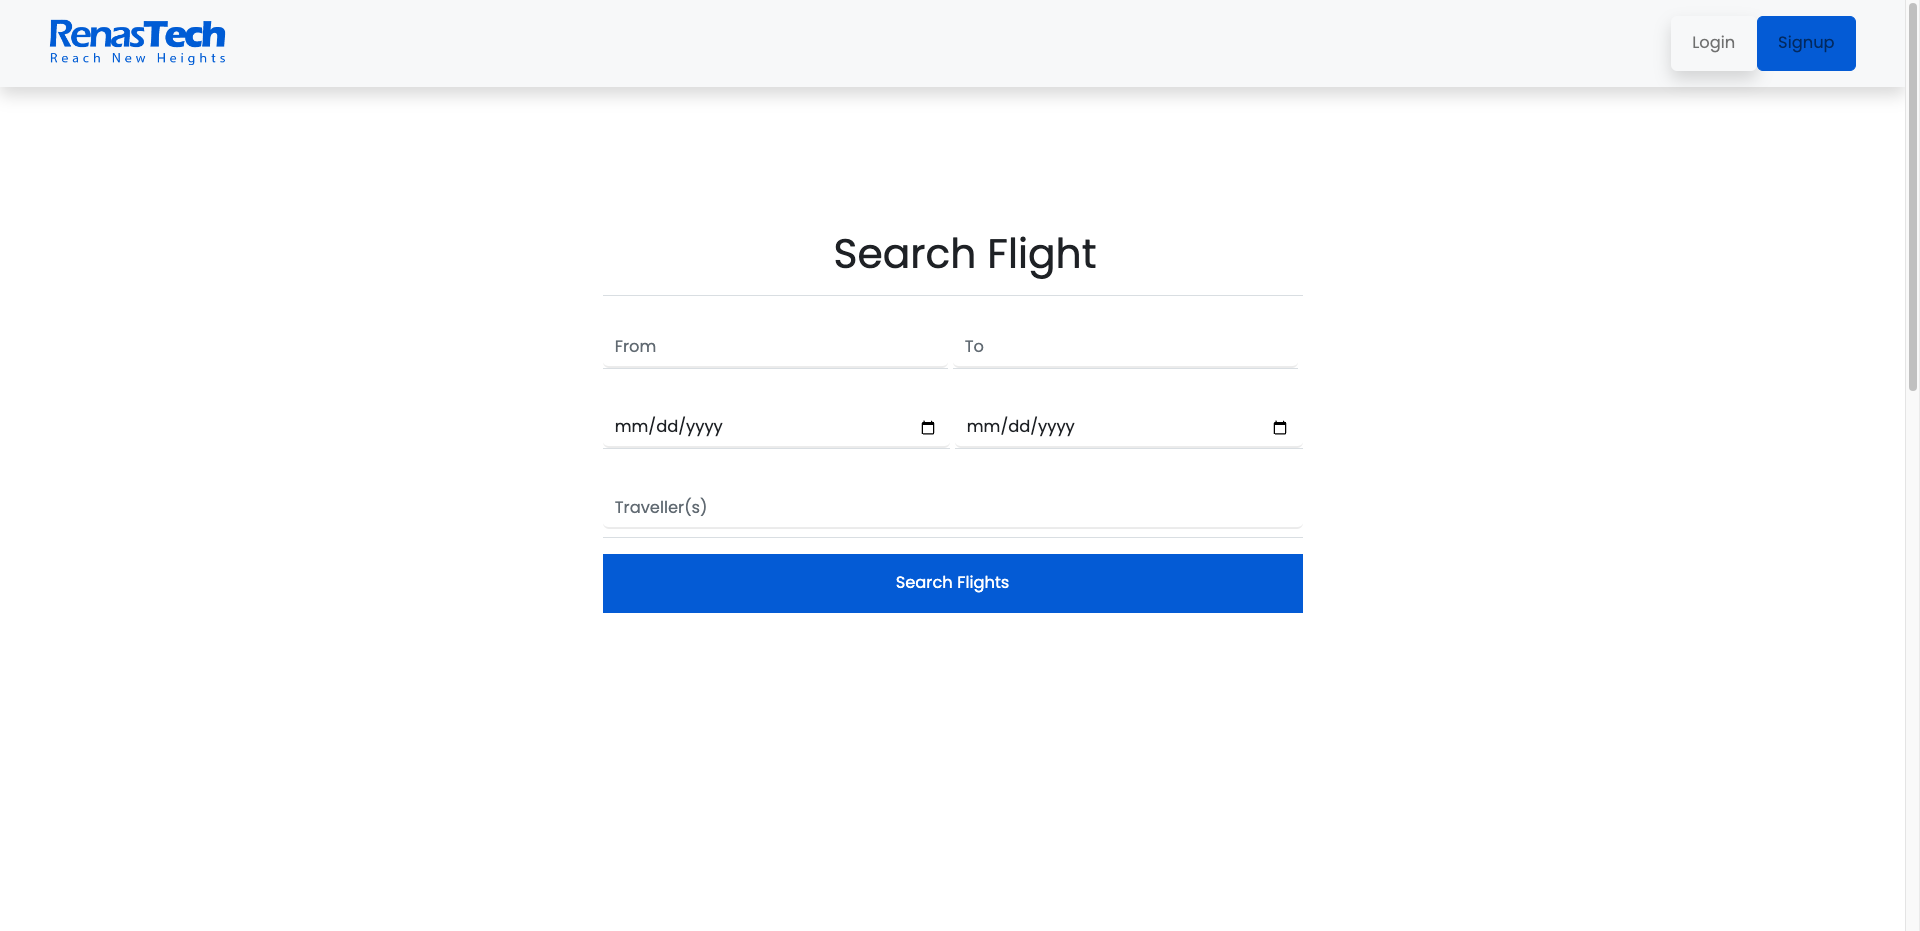 RenasTech
Reach New Heights
Login
Signup
Search Flight
From
To
mm/dd/yyyy
mm/dd/yyyy
Traveller(s)
Search Flights